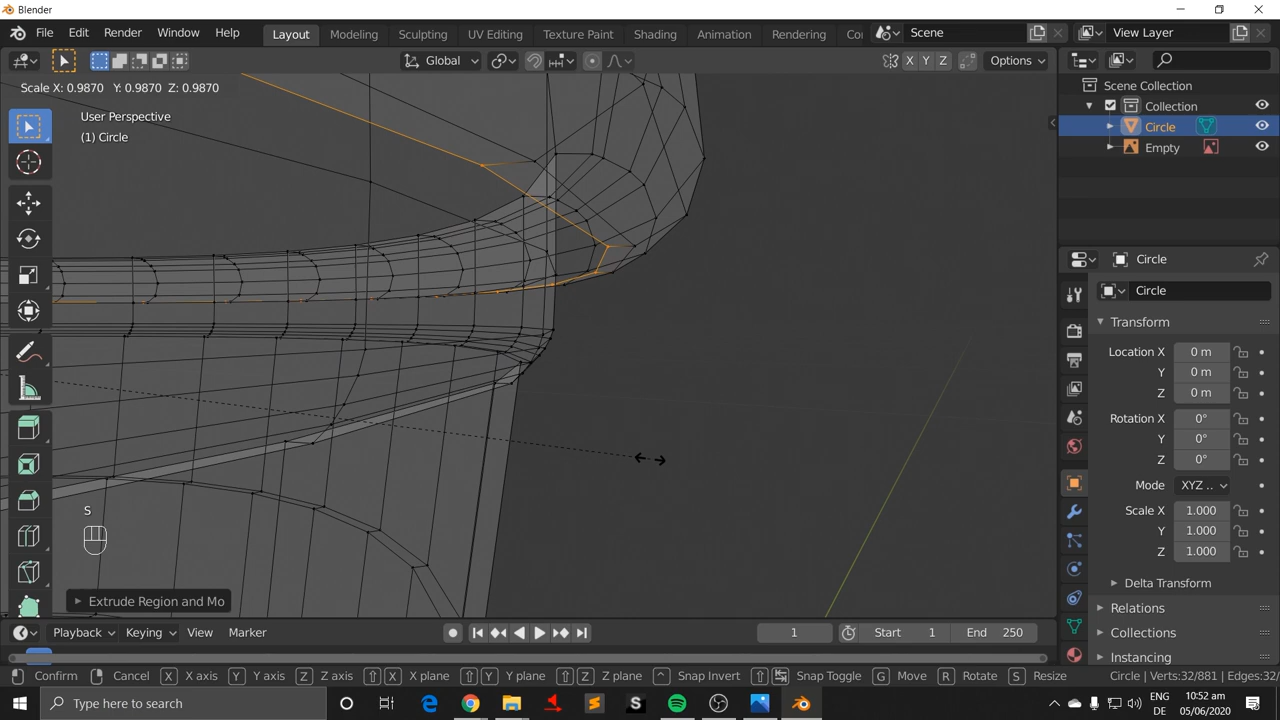 Blender
File Edit Render Window Help Layout Modeling Sculpting UV Editing Texture Paint Shading Animation Rendering Co Scene View Layer
Global X Y Z Options
Scale X: 0.9870 Y: 0.9870 Z: 0.9870
User Perspective
(1) Circle
S
Extrude Region and Mo
Scene Collection
Collection
Circle
Empty
Circle
Circle
Transform
Location X 0 m
Y 0 m
Z 0 m
Rotation X 0°
Y 0°
Z 0°
Mode XYZ ..
Scale X 1.000
Y 1.000
Z 1.000
Delta Transform
Relations
Collections
Instancing
Playback Keying View Marker 1 Start 1 End 250
Confirm Cancel X X axis Y Y axis Z Z axis X X plane Y Y plane Z Z plane Snap Invert Snap Toggle G Move R Rotate S Resize Circle | Verts:32/881 | Edges:32/
Type here to search
ENG
DE
10:52 am
05/06/2020